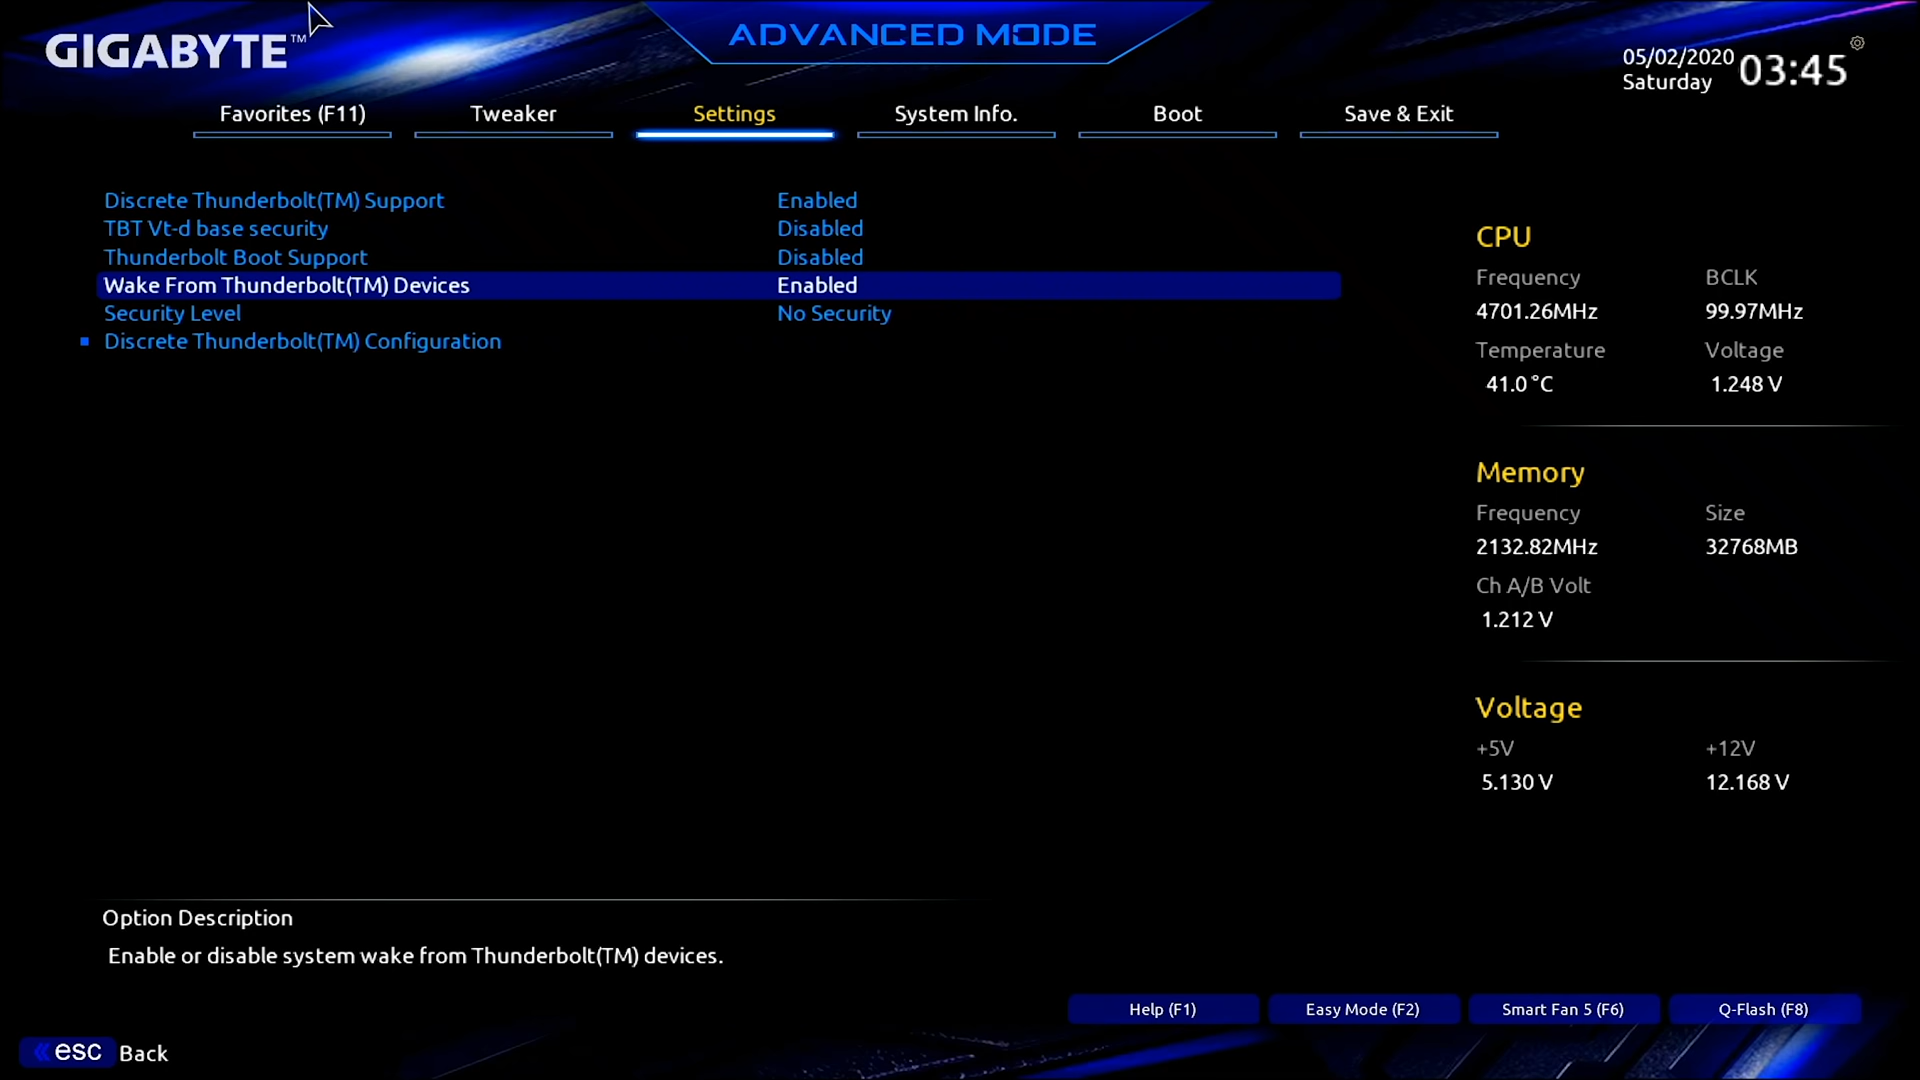 GIGABYTE™
ADVANCED MODE
05/02/2020
Saturday
03:45
Favorites (F11) Tweaker Settings System Info. Boot Save & Exit
Discrete Thunderbolt(TM) Support Enabled
TBT Vt-d base security Disabled
Thunderbolt Boot Support Disabled
Wake From Thunderbolt(TM) Devices Enabled
Security Level No Security
Discrete Thunderbolt(TM) Configuration
CPU
Frequency BCLK
4701.26MHz 99.97MHz
Temperature Voltage
41.0 °C 1.248 V
Memory
Frequency Size
2132.82MHz 32768MB
Ch A/B Volt
1.212 V
Voltage
+5V +12V
5.130 V 12.168 V
Option Description
Enable or disable system wake from Thunderbolt(TM) devices.
Help (F1) Easy Mode (F2) Smart Fan 5 (F6) Q-Flash (F8)
esc Back